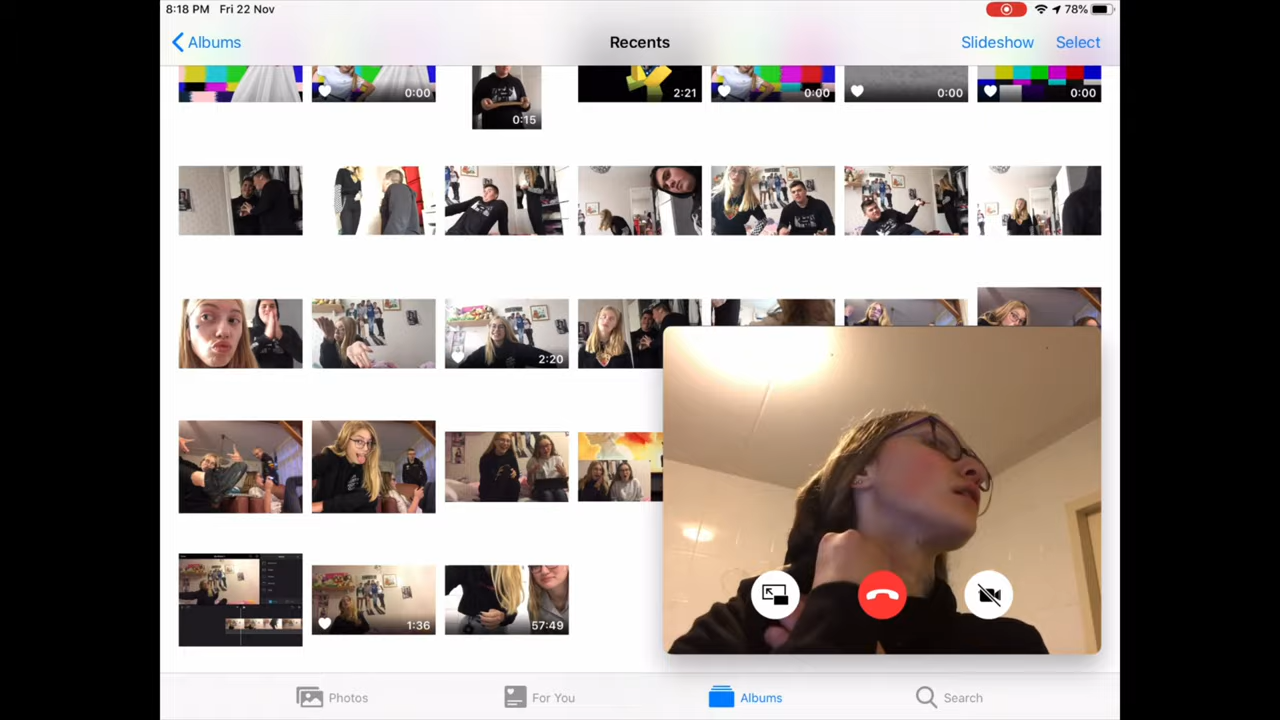 8:18 PM Fri 22 Nov
78%
Albums
Recents
Slideshow
Select
0:00
0:15
2:21
0:00
0:00
0:00
2:20
1:36
57:49
Photos
For You
Albums
Search